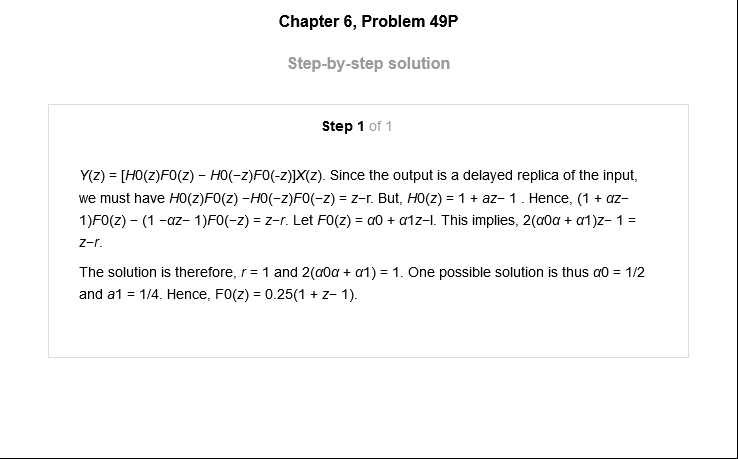 Chapter 6, Problem 49P
Step-by-step solution
Step 1 of 1
Y(z) = [H0(z)F0(z) − H0(−z)F0(-z)]X(z). Since the output is a delayed replica of the input,
we must have H0(z)F0(z) −H0(−z)F0(−z) = z−r. But, H0(z) = 1 + αz− 1 . Hence, (1 + αz−
1)F0(z) − (1 −αz− 1)F0(−z) = z−r. Let F0(z) = α0 + α1z−l. This implies, 2(α0α + α1)z− 1 =
z−r.
The solution is therefore, r = 1 and 2(α0α + α1) = 1. One possible solution is thus α0 = 1/2
and a1 = 1/4. Hence, F0(z) = 0.25(1 + z− 1).